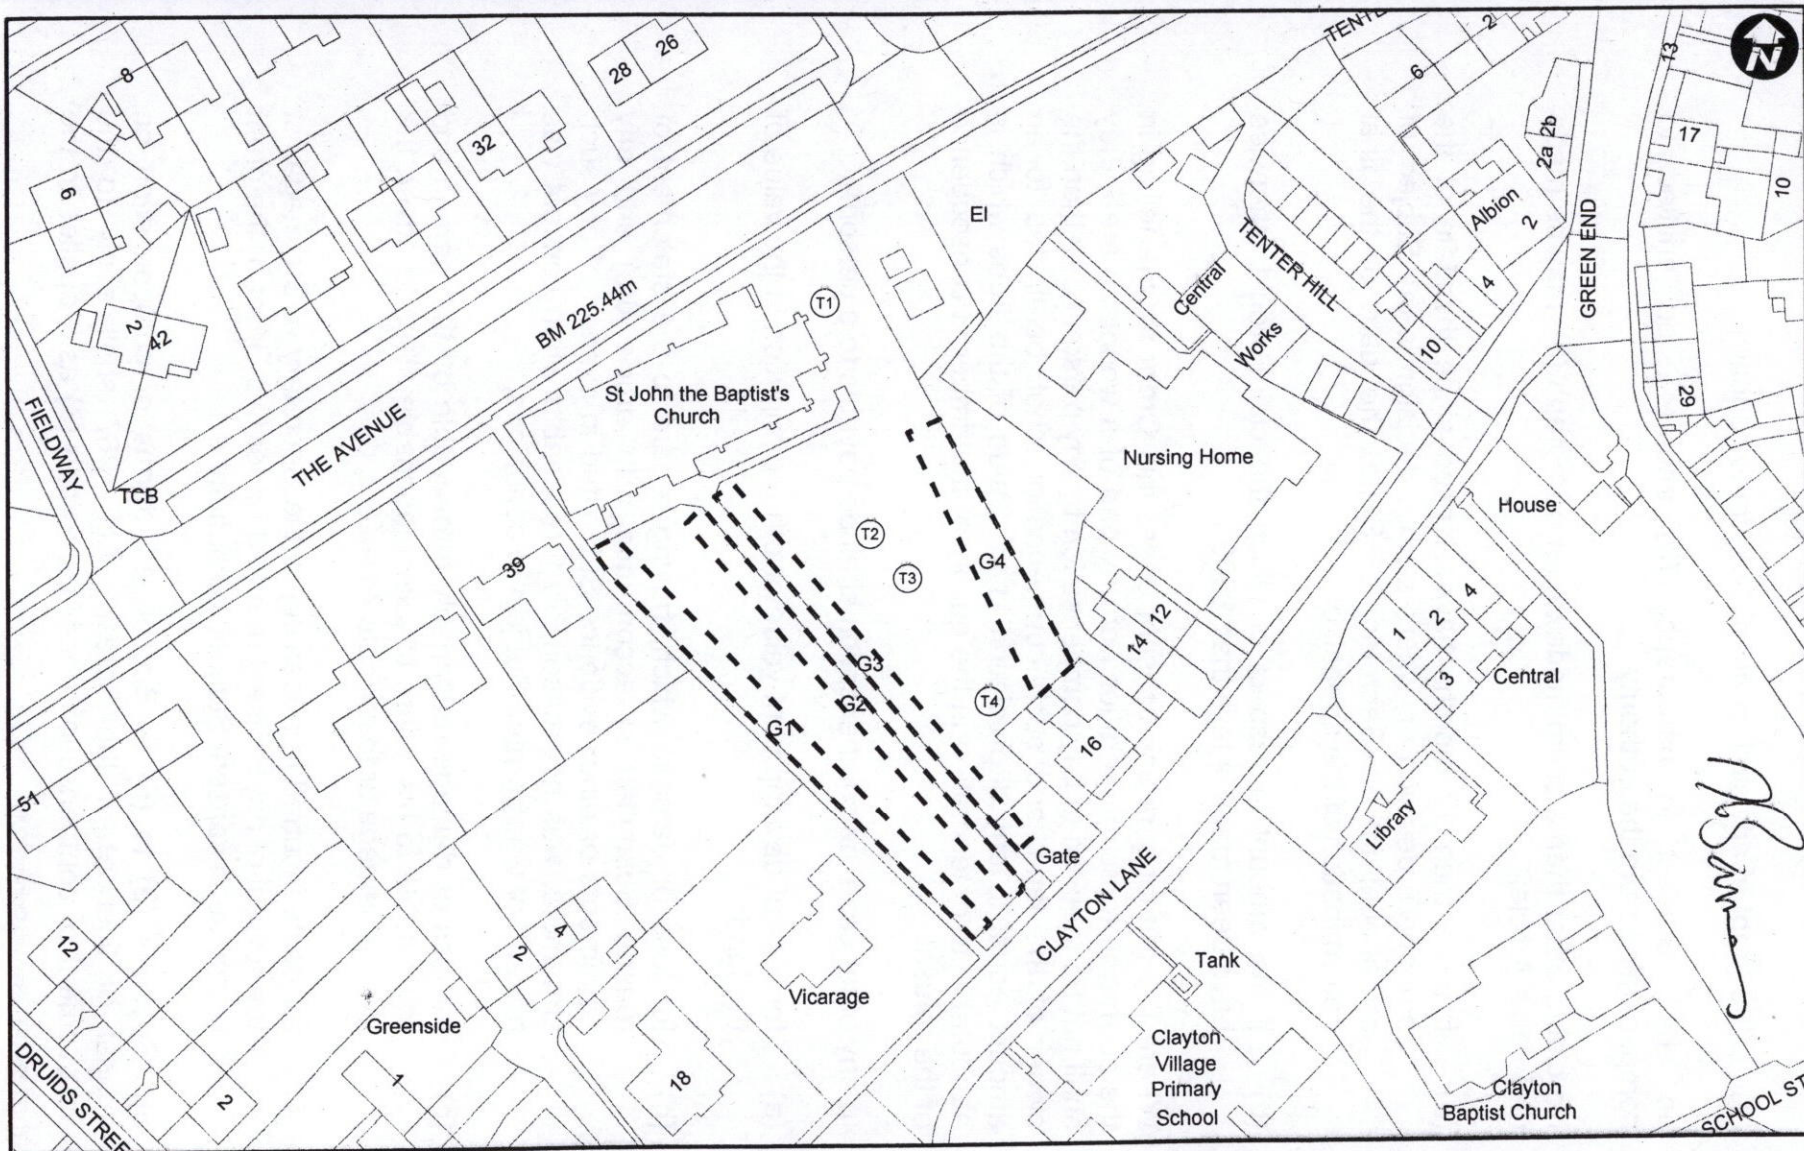 TENTE
N
8
28
26
2
6
13
32
2a
2b
17
10
6
El
Albion
2
TENTER HILL
GREEN END
Central
4
T1
BM 225.44m
2
42
Works
10
St John the Baptist's
Church
29
FIELDWAY
THE AVENUE
TCB
Nursing Home
House
T2
39
T3
G4
12
14
4
2
1
3
Central
G3
G2
G1
T4
16
51
Library
Gate
CLAYTON LANE
12
2
4
Vicarage
Tank
Greenside
Clayton
Village
Primary
School
DRUIDS STREE
1
2
18
Clayton
Baptist Church
SCHOOL ST